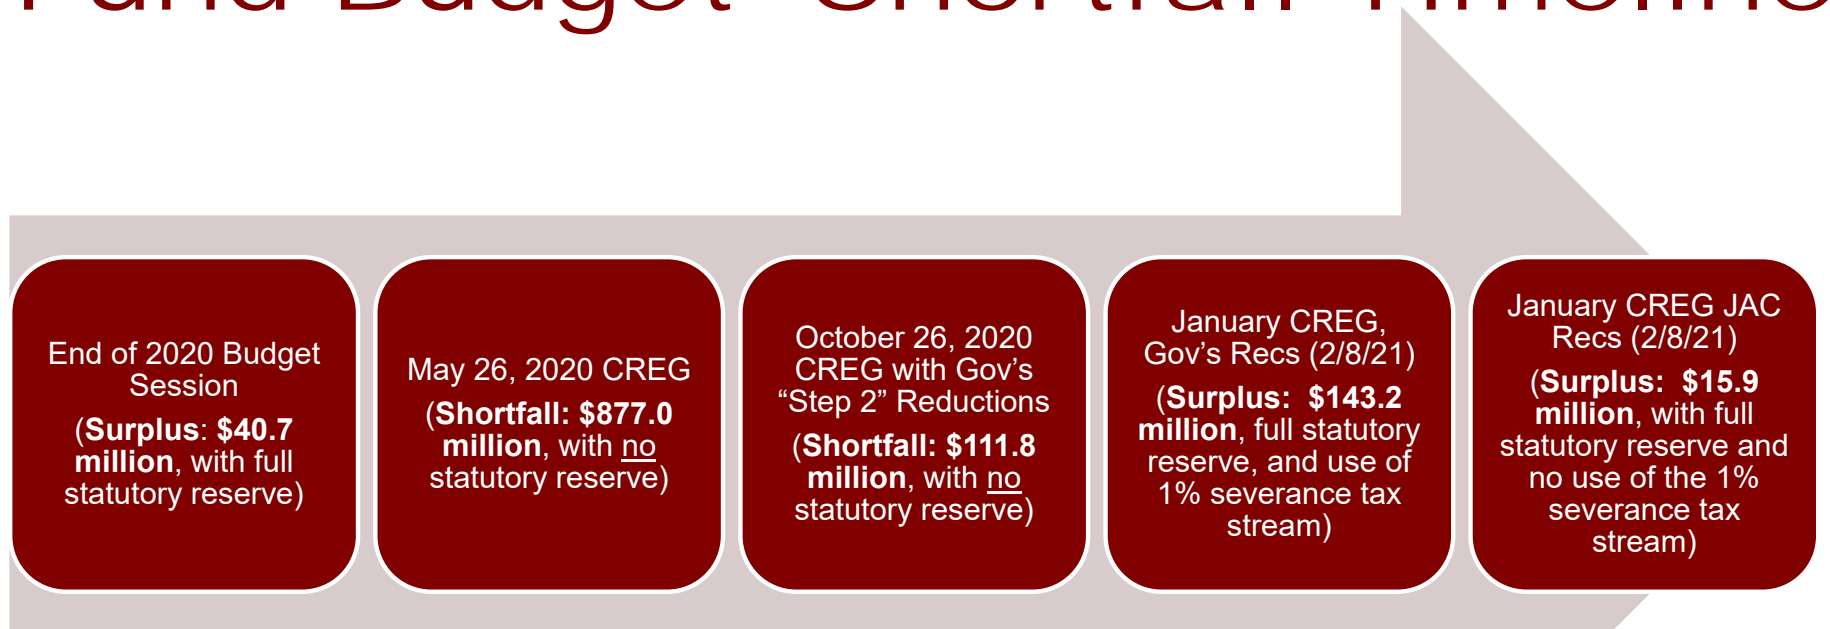 Fund Budget Shortfall Timeline
End of 2020 Budget
Session
(Surplus: $40.7
million, with full
statutory reserve)
May 26, 2020 CREG
(Shortfall: $877.0
million, with no
statutory reserve)
October 26, 2020
CREG with Gov’s
“Step 2” Reductions
(Shortfall: $111.8
million, with no
statutory reserve)
January CREG,
Gov’s Recs (2/8/21)
(Surplus: $143.2
million, full statutory
reserve, and use of
1% severance tax
stream)
January CREG JAC
Recs (2/8/21)
(Surplus: $15.9
million, with full
statutory reserve and
no use of the 1%
severance tax
stream)